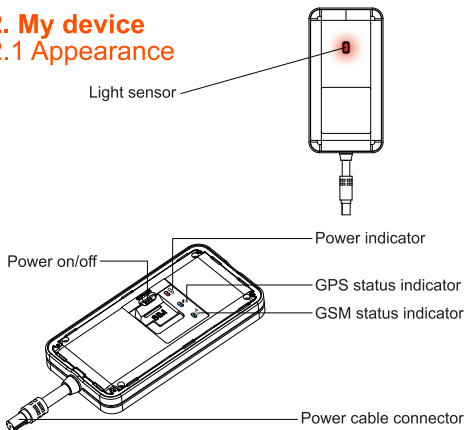 2. My device
2.1 Appearance
Light sensor
Power indicator
Power on/off
GPS status indicator
GSM status indicator
SIM
Power cable connector